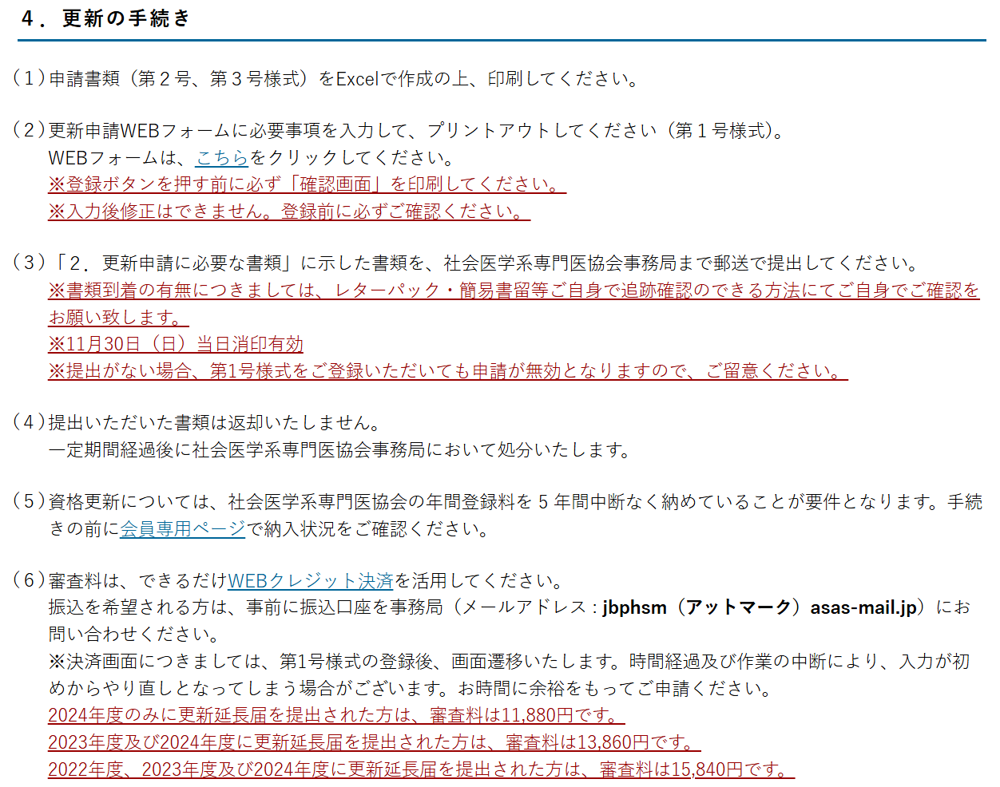 ４．更新の手続き
（１）申請書類（第２号、第３号様式）をExcelで作成の上、印刷してください。
（２）更新申請WEBフォームに必要事項を入力して、プリントアウトしてください（第１号様式）。
WEBフォームは、こちらをクリックしてください。
※登録ボタンを押す前に必ず「確認画面」を印刷してください。
※入力後修正はできません。登録前に必ずご確認ください。
（３）「２．更新申請に必要な書類」に示した書類を、社会医学系専門医協会事務局まで郵送で提出してください。
※書類到着の有無につきましては、レターパック・簡易書留等ご自身で追跡確認のできる方法にてご自身でご確認を
お願い致します。
※11月30日（日）当日消印有効
※提出がない場合、第1号様式をご登録いただいても申請が無効となりますので、ご留意ください。
（４）提出いただいた書類は返却いたしません。
一定期間経過後に社会医学系専門医協会事務局において処分いたします。
（５）資格更新については、社会医学系専門医協会の年間登録料を５年間中断なく納めていることが要件となります。手続
きの前に会員専用ページで納入状況をご確認ください。
（６）審査料は、できるだけWEBクレジット決済を活用してください。
振込を希望される方は、事前に振込口座を事務局（メールアドレス：jbphsm（アットマーク）asas-mail.jp）にお
問い合わせください。
※決済画面につきましては、第1号様式の登録後、画面遷移いたします。時間経過及び作業の中断により、入力が初
めからやり直しとなってしまう場合がございます。お時間に余裕をもってご申請ください。
2024年度のみに更新延長届を提出された方は、審査料は11,880円です。
2023年度及び2024年度に更新延長届を提出された方は、審査料は13,860円です。
2022年度、2023年度及び2024年度に更新延長届を提出された方は、審査料は15,840円です。